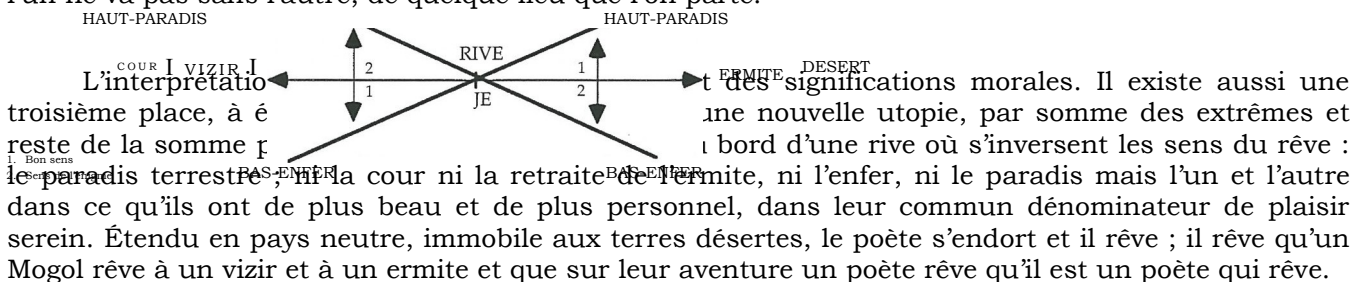 l'un ne va pas sans l'autre, de quelque lieu que l'on parte.
HAUT-PARADIS HAUT-PARADIS
RIVE
COUR I VIZIR I 2 1 ERMITE DESERT
1 JE 2
L'interprétatio t des significations morales. Il existe aussi une
troisième place, à é une nouvelle utopie, par somme des extrêmes et
reste de la somme p bord d'une rive où s'inversent les sens du rêve :
1. Bon sens
BAS-ENFER BAS-ENFER
le paradis terrestre ; ni la cour ni la retraite de l'ermite, ni l'enfer, ni le paradis mais l'un et l'autre
dans ce qu'ils ont de plus beau et de plus personnel, dans leur commun dénominateur de plaisir
serein. Étendu en pays neutre, immobile aux terres désertes, le poète s'endort et il rêve ; il rêve qu'un
Mogol rêve à un vizir et à un ermite et que sur leur aventure un poète rêve qu'il est un poète qui rêve.